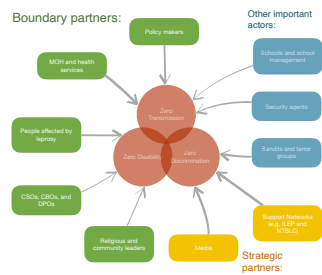 Boundary partners:
Other important
actors:
Policy makers
Schools and school
management
MOH and health
services
Zero
Transmission
Security agents
People affected by
leprosy
Zero Disability
Zero
Discrimination
Bandits and terror
groups
CSOs, CBOs, and
DPOs
Support Networks
(e.g. ILEP and
NTBLC)
Religious and
community leaders
Media
Strategic
partners: